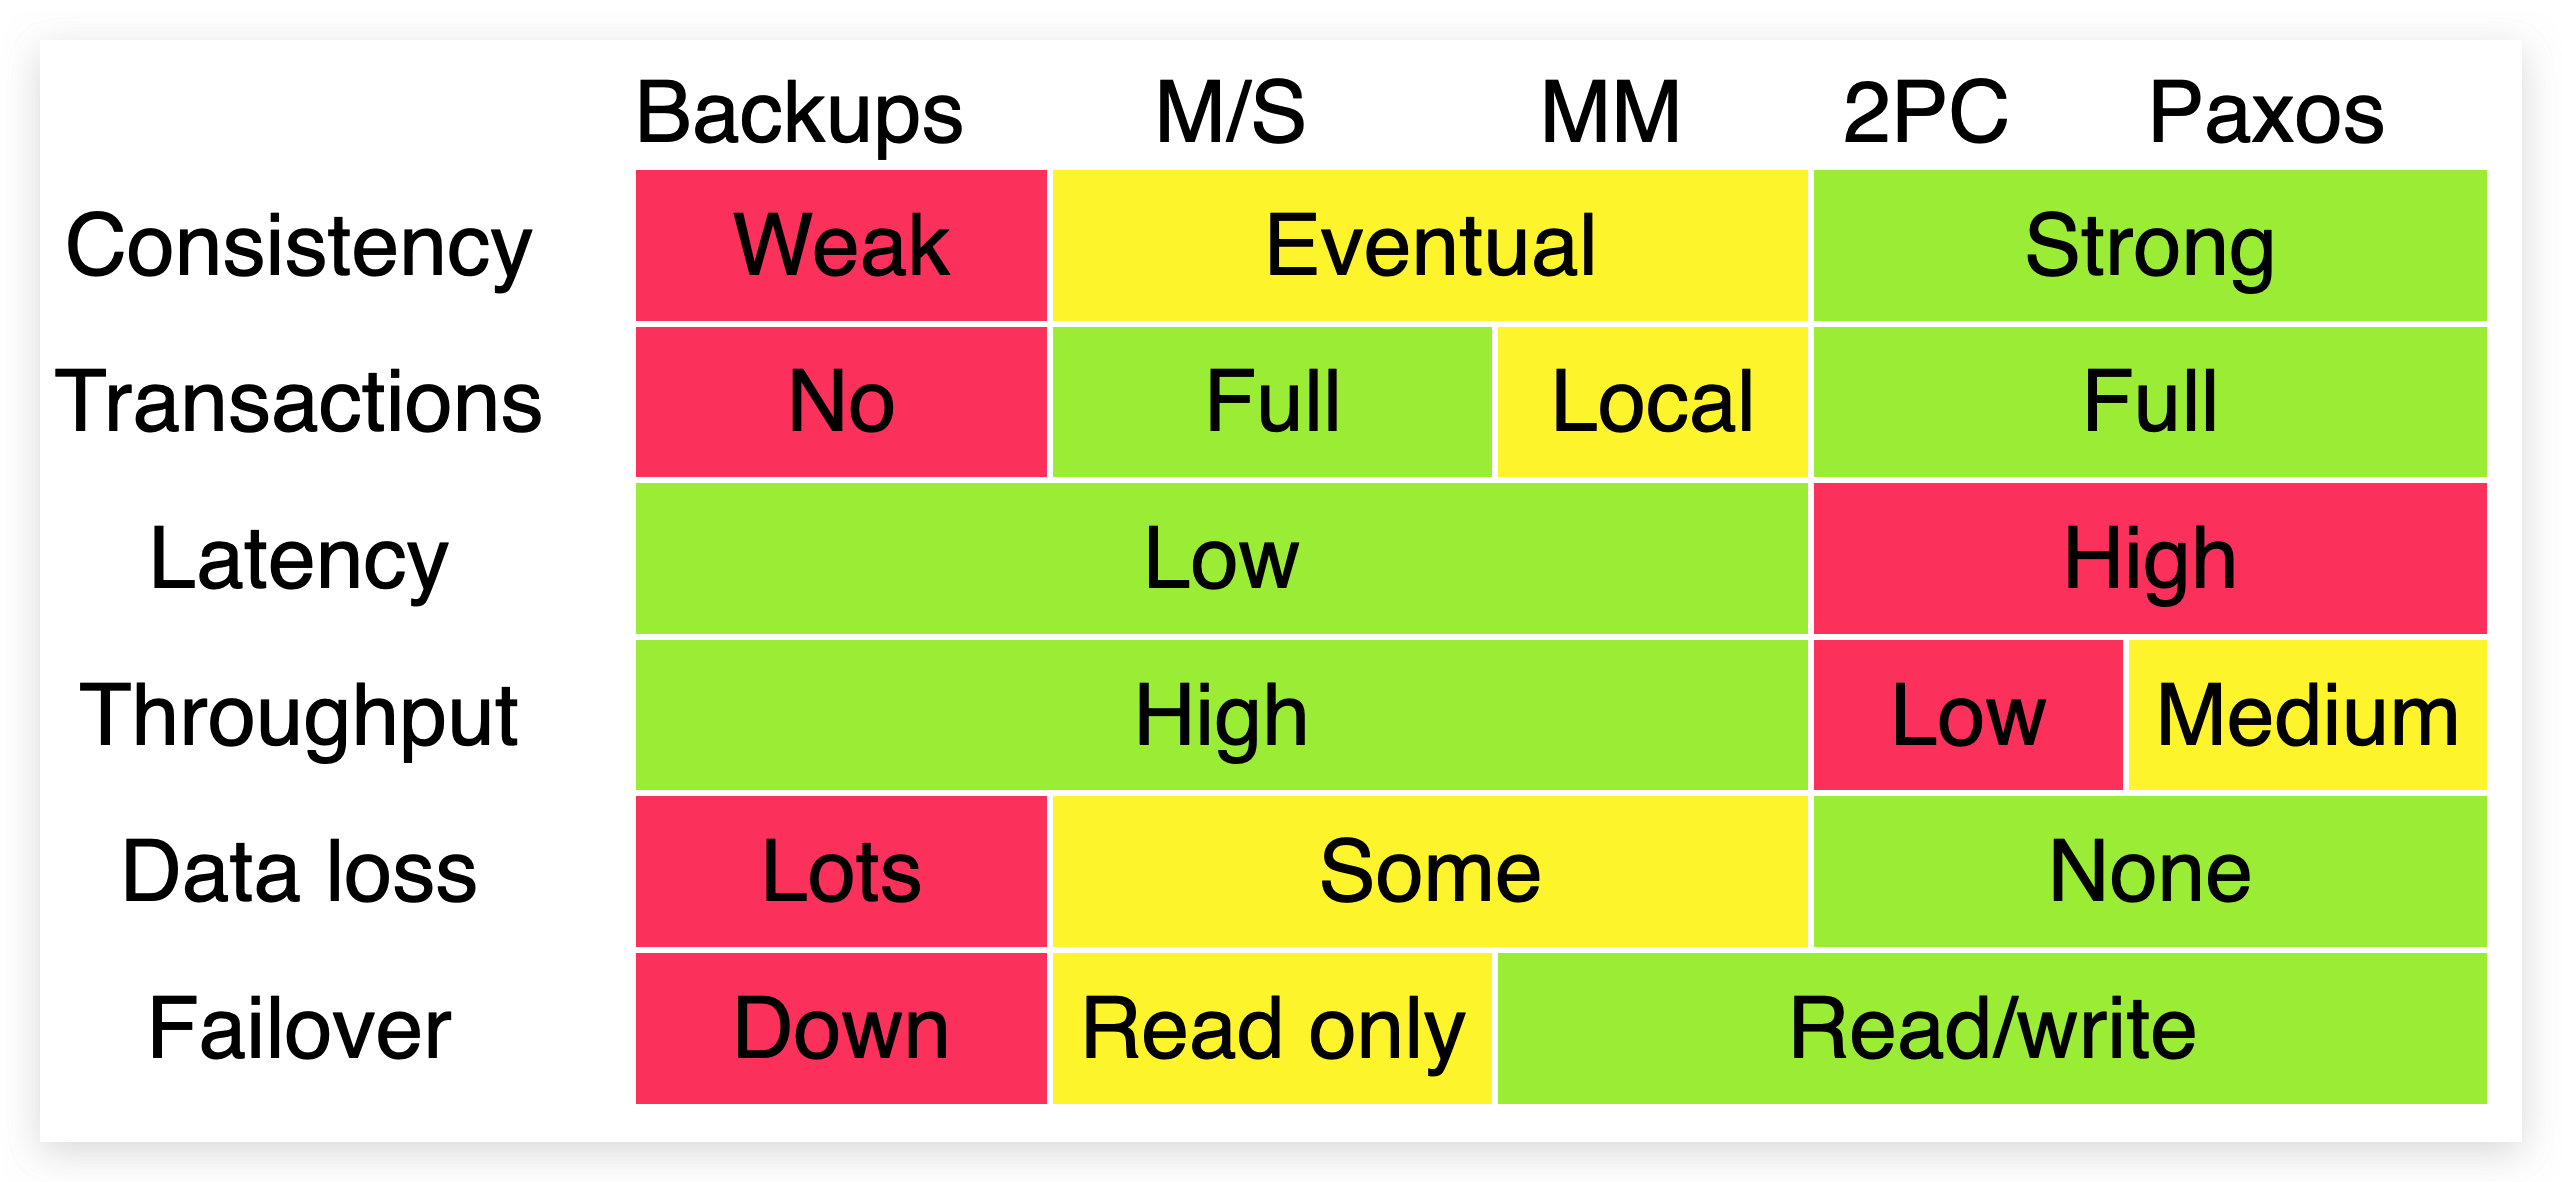 Backups M/S MM 2PC Paxos
Consistency Weak Eventual Strong
Transactions No Full Local Full
Latency Low High
Throughput High Low Medium
Data loss Lots Some None
Failover Down Read only Read/write